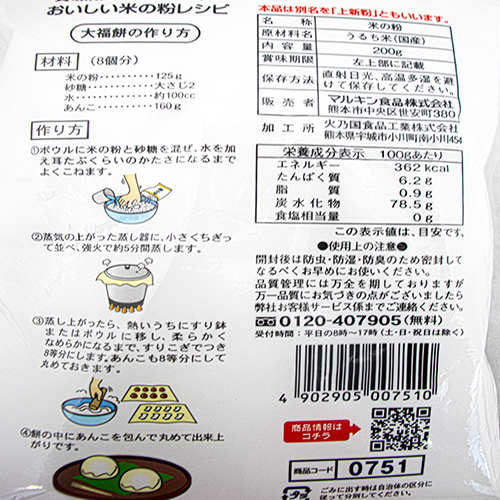 おいしい米の粉レシピ
大福餅の作り方
材料 (8個分)
米の粉…………125g
砂糖…………大さじ2
水…………約100cc
あんこ…………160g
作り方
①ボウルに米の粉と砂糖を混ぜ、水を加え耳たぶくらいのかたさになるまでよくこねます。
②蒸気の上がった蒸し器に、小さくちぎって並べ、強火で約5分間蒸します。
③蒸し上がったら、熱いうちにすり鉢またはボウルに移し、柔らかくなめらかになるまで、すりこぎでつき8等分にします。あんこも8等分にして丸めておきます。
④餅の中にあんこを包んで丸めて出来上がりです。
本品は別名を「上新粉」ともいいます。
名称 米の粉
原材料名 うるち米(国産)
内容量 200g
賞味期限 左上部に記載
保存方法 直射日光、高温多湿を避けて保存してください。
販売者 マルキン食品株式会社
熊本市中央区世安町380
加工所 火乃国食品工業株式会社
熊本県宇城市小川町南小川454
栄養成分表示 100gあたり
エネルギー 362kcal
たんぱく質 6.2g
脂質 0.9g
炭水化物 78.5g
食塩相当量 0g
この表示値は、目安です。
●使用上の注意●
開封後は防虫・防湿・防臭のため密封してなるべくお早めにお使いください。
品質管理には万全を期しておりますが万一品質にお気づきの点がございましたら弊社お客様サービス係までご連絡ください。
0120-407905(無料)
受付時間:平日の8時〜17時(土・日・祝日は除く)
4 902905 007510
商品情報はコチラ
商品コード 0751
ごみに出す時は自治体の区分に